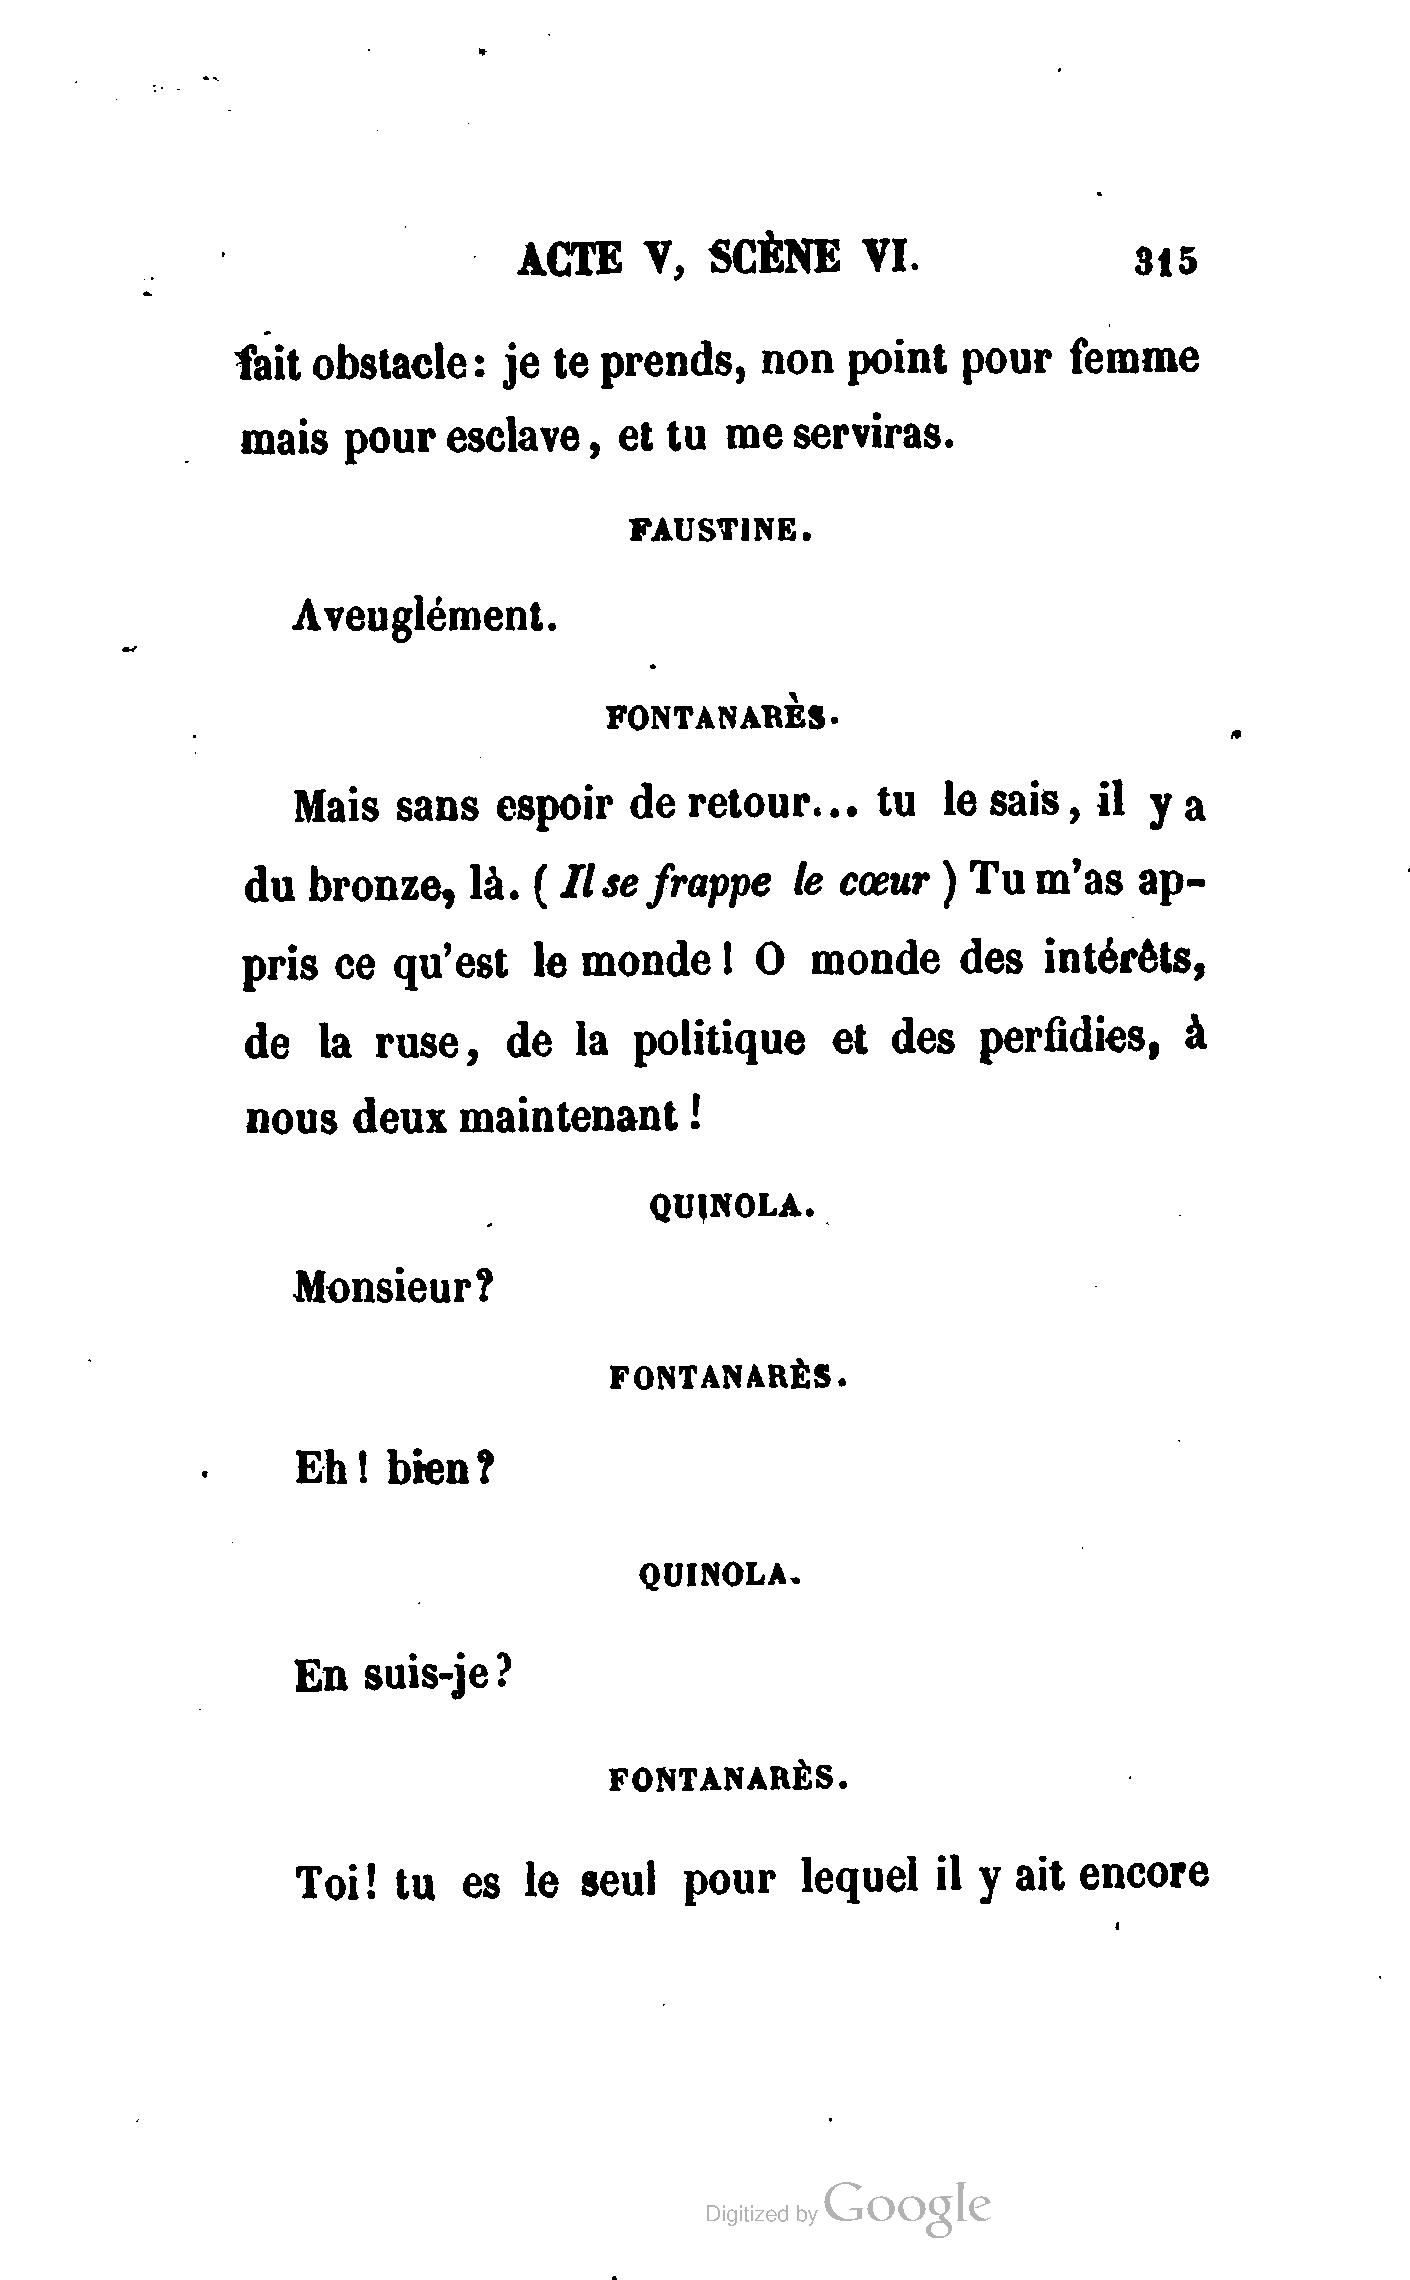 ACTE V, SCÈNE VI. 315
fait obstacle: je te prends, non point pour femme
mais pour esclave, et tu me serviras.
FAUSTINE.
Aveuglément.
FONTANARÈS.
Mais sans espoir de retour... tu le sais, il y a
du bronze, là. (Il se frappe le cœur) Tu m'as ap-
pris ce qu'est le monde! O monde des intérêts,
de la ruse, de la politique et des perfidies, à
nous deux maintenant!
QUINOLA.
Monsieur?
FONTANARÈS.
Eh! bien?
QUINOLA.
En suis-je?
FONTANARÈS.
Toi! tu es le seul pour lequel il y ait encore
Digitized by Google